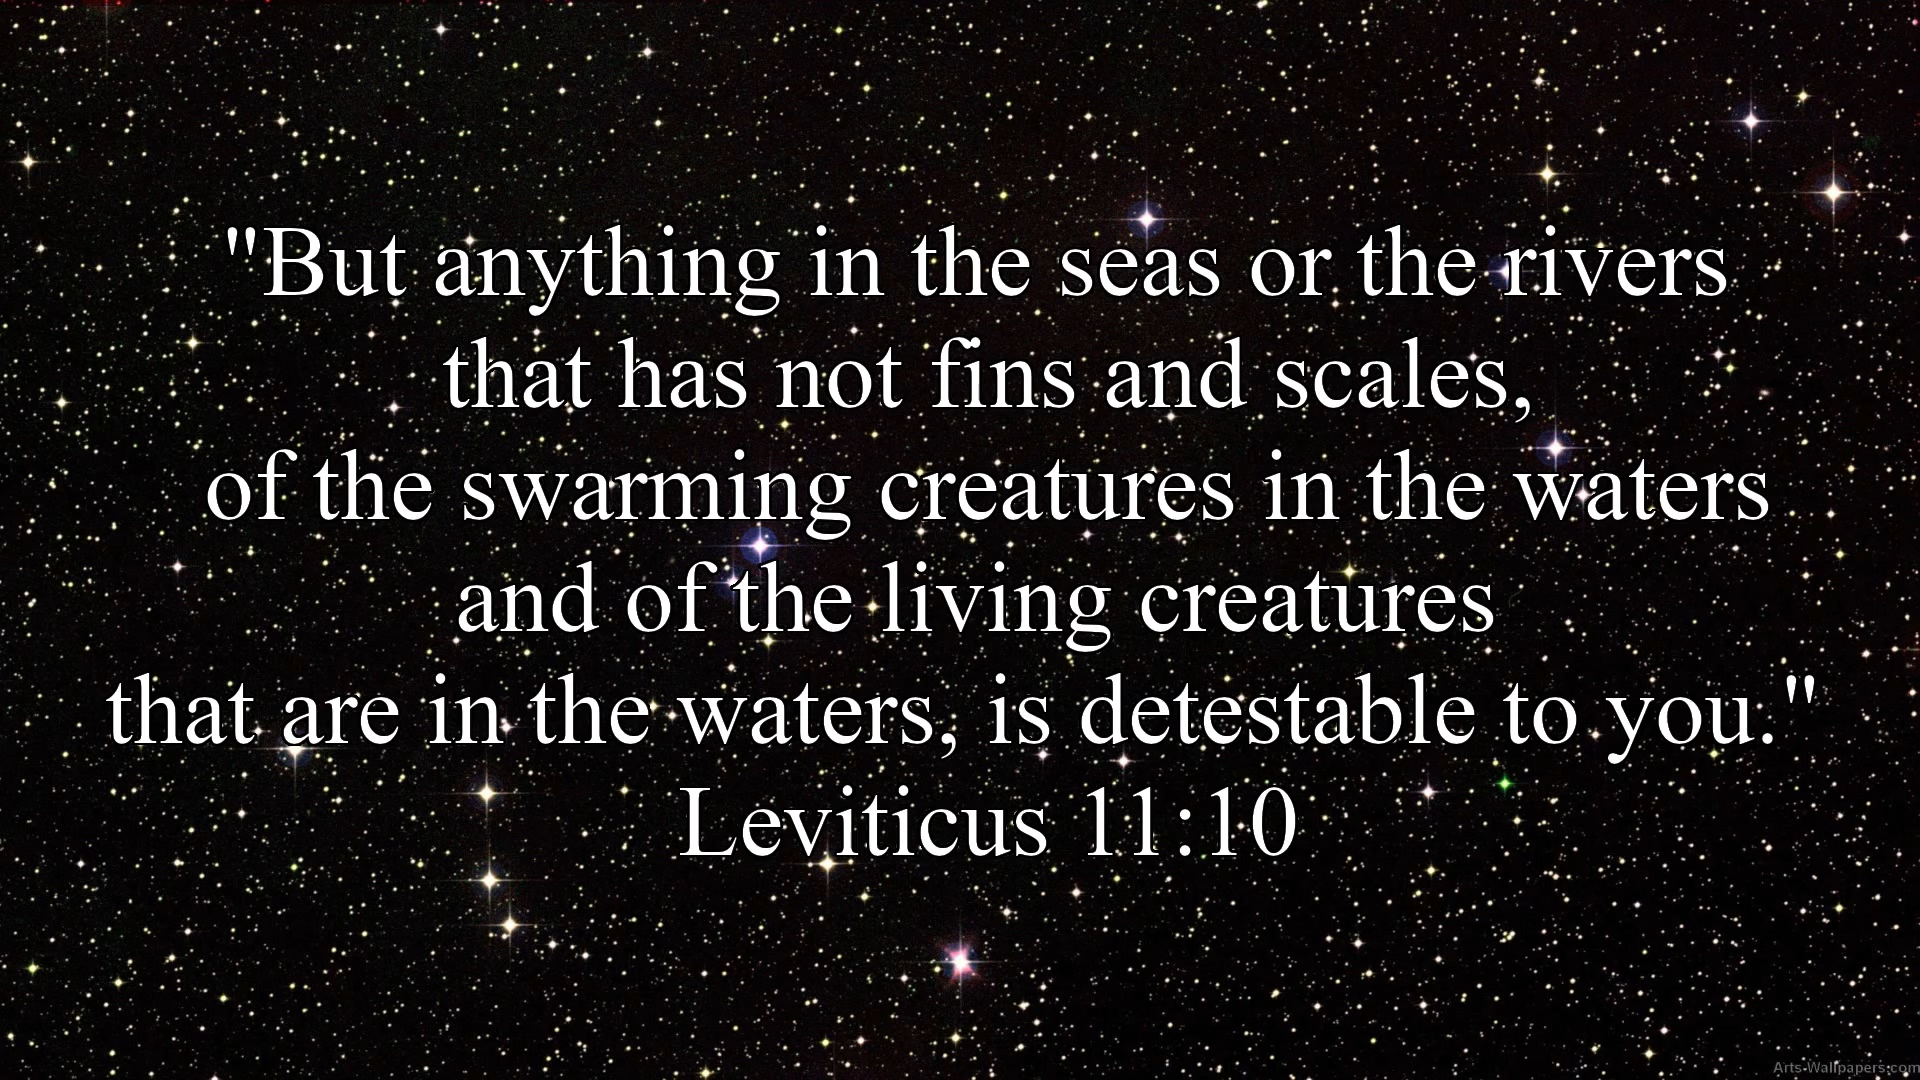 "But anything in the seas or the rivers
that has not fins and scales,
of the swarming creatures in the waters
and of the living creatures
that are in the waters, is detestable to you."
Leviticus 11:10
Arts-Wallpapers.com